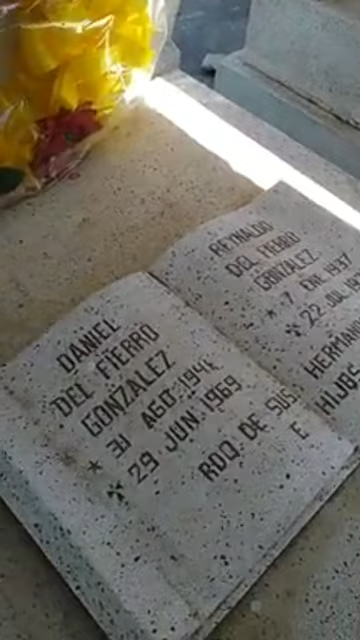 DANIEL
DEL FIERRO
GONZALEZ
* 31 AGO 1944
✝ 29 JUN 1969
RDO DE SUS
E
REYNALDO
DEL FIERRO
GONZALEZ
* 7 ENE 1937
✝ 22 JUL
HERMAN
HIJOS